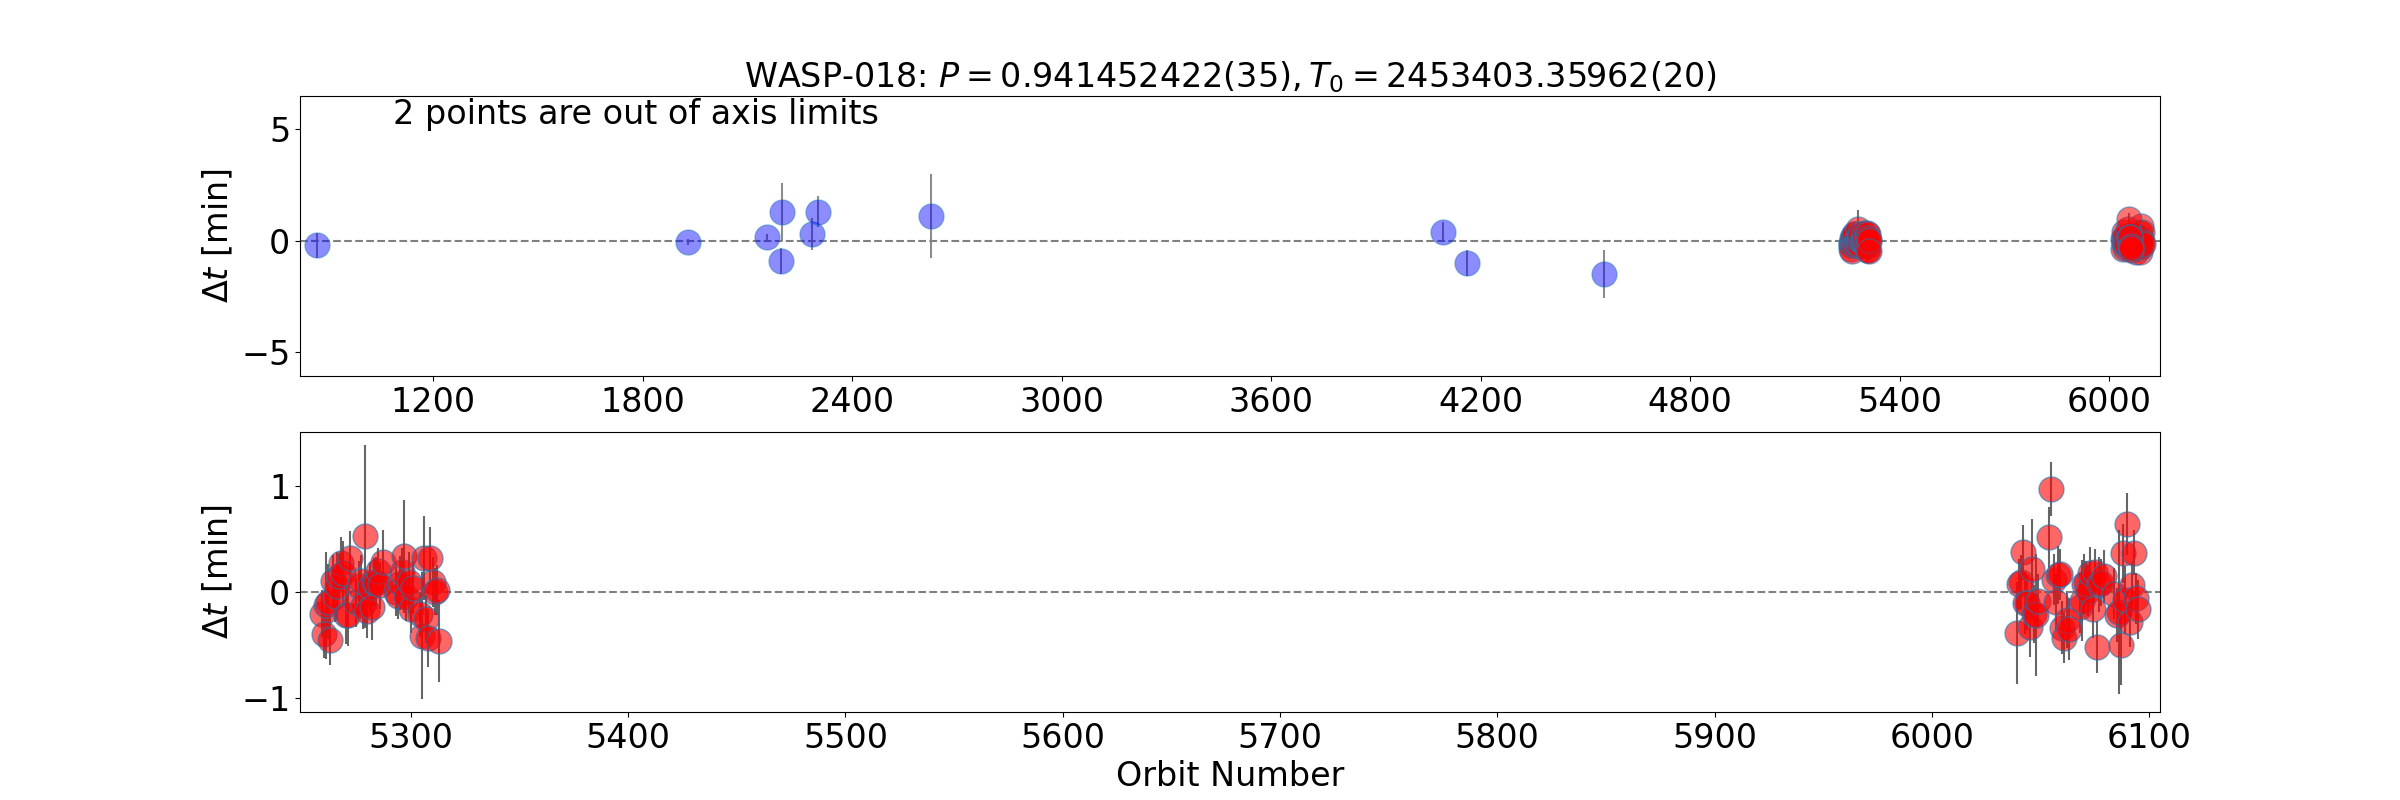 WASP-018: P = 0.941452422(35), T₀ = 2453403.35962(20)
2 points are out of axis limits
Δt [min]
5
0
−5
1200 1800 2400 3000 3600 4200 4800 5400 6000
Δt [min]
1
0
−1
5300 5400 5500 5600 5700 5800 5900 6000 6100
Orbit Number